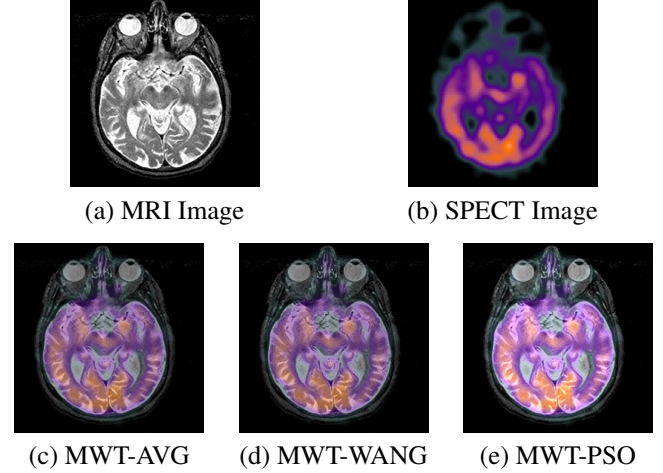 (a) MRI Image
(b) SPECT Image
(c) MWT-AVG
(d) MWT-WANG
(e) MWT-PSO